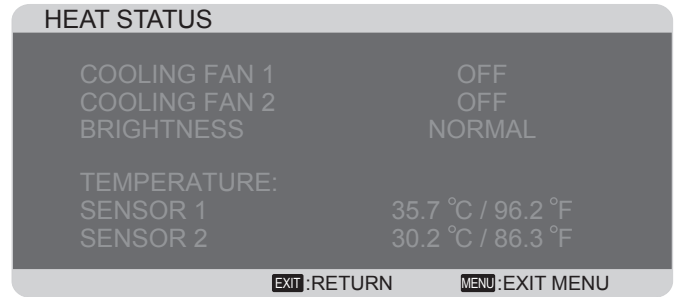 HEAT STATUS
COOLING FAN 1 OFF
COOLING FAN 2 OFF
BRIGHTNESS NORMAL
TEMPERATURE:
SENSOR 1 35.7 °C / 96.2 °F
SENSOR 2 30.2 °C / 86.3 °F
EXIT :RETURN MENU :EXIT MENU